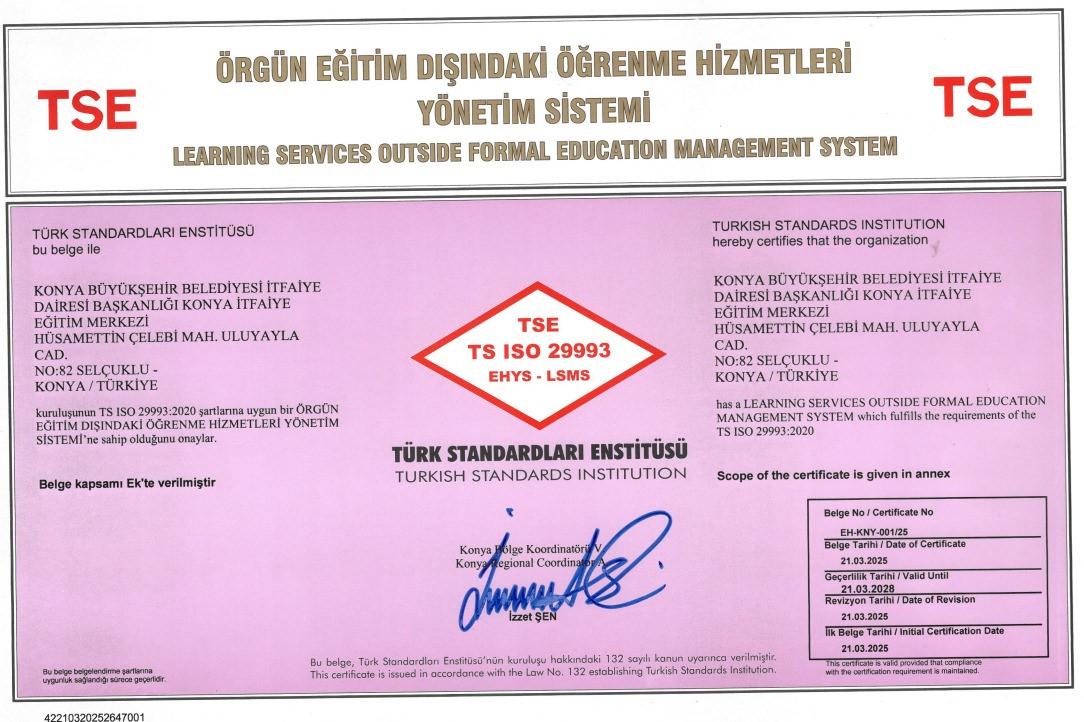 ÖRGÜN EĞİTİM DIŞINDAKİ ÖĞRENME HİZMETLERİ
TSE
YÖNETİM SİSTEMİ
TSE
LEARNING SERVICES OUTSIDE FORMAL EDUCATION MANAGEMENT SYSTEM
TÜRK STANDARDLARI ENSTİTÜSÜ
bu belge ile
KONYA BÜYÜKŞEHİR BELEDİYESİ İTFAİYE
DAİRESİ BAŞKANLIĞI KONYA İTFAİYE
EĞİTİM MERKEZİ
HÜSAMETTİN ÇELEBİ MAH. ULUYAYLA
CAD.
NO:82 SELÇUKLU -
KONYA / TÜRKİYE
kuruluşunun TS ISO 29993:2020 şartlarına uygun bir ÖRGÜN
EĞİTİM DIŞINDAKİ ÖĞRENME HİZMETLERİ YÖNETİM
SİSTEMİ'ne sahip olduğunu onaylar.
Belge kapsamı Ek'te verilmiştir
TSE
TS ISO 29993
EHYS - LSMS
TÜRK STANDARDLARI ENSTİTÜSÜ
TURKISH STANDARDS INSTITUTION
Konya Bölge Koordinatörü V.
Konya Regional Coordinator A.
İzzet ŞEN
TURKISH STANDARDS INSTITUTION
hereby certifies that the organization
KONYA BÜYÜKŞEHİR BELEDİYESİ İTFAİYE
DAİRESİ BAŞKANLIĞI KONYA İTFAİYE
EĞİTİM MERKEZİ
HÜSAMETTİN ÇELEBİ MAH. ULUYAYLA
CAD.
NO:82 SELÇUKLU -
KONYA / TÜRKİYE
has a LEARNING SERVICES OUTSIDE FORMAL EDUCATION
MANAGEMENT SYSTEM which fulfills the requirements of the
TS ISO 29993:2020
Scope of the certificate is given in annex
Belge No / Certificate No
EH-KNY-001/25
Belge Tarihi / Date of Certificate
21.03.2025
Geçerlilik Tarihi / Valid Until
21.03.2028
Revizyon Tarihi / Date of Revision
21.03.2025
İlk Belge Tarihi / Initial Certification Date
21.03.2025
This certificate is valid provided that compliance
with the certification requirement is maintained.
Bu belge, Türk Standardları Enstitüsü'nün kuruluşu hakkındaki 132 sayılı kanun uyarınca verilmiştir.
This certificate is issued in accordance with the Law No. 132 establishing Turkish Standards Institution.
Bu belge belgelendirme şartlarına
uygunluk sağlandığı sürece geçerlidir.
42210320252647001